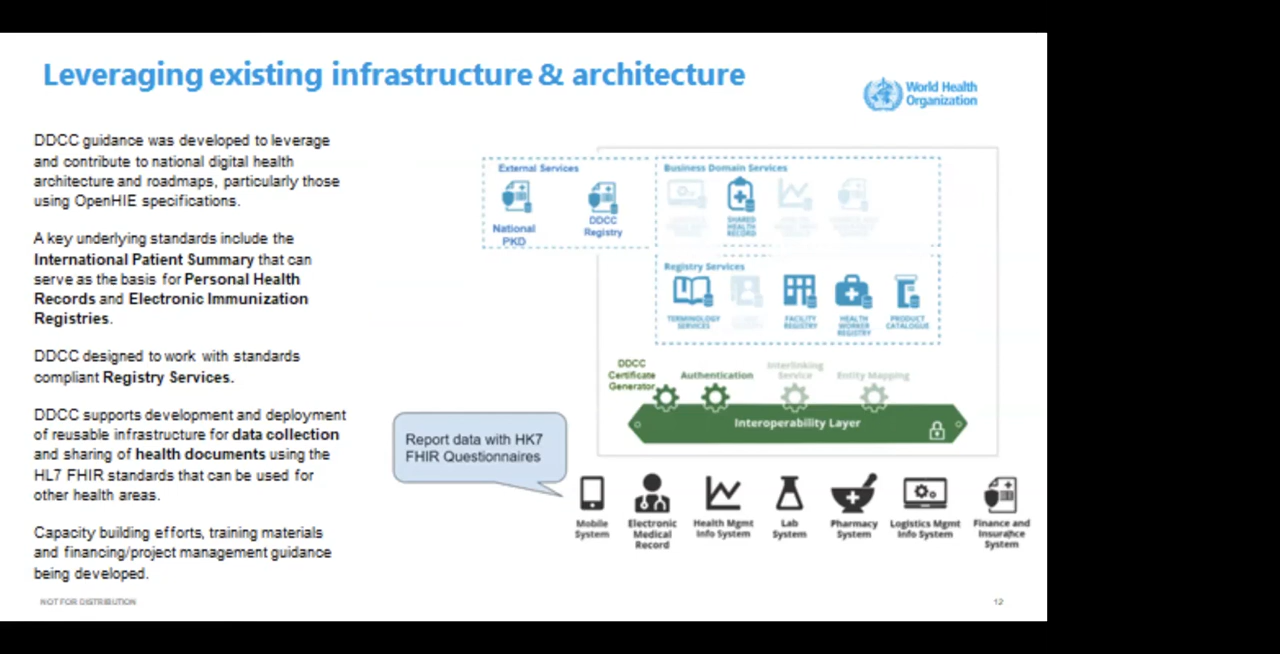 Leveraging existing infrastructure & architecture
World Health
Organization
DDCC guidance was developed to leverage
and contribute to national digital health
architecture and roadmaps, particularly those
using OpenHIE specifications.
A key underlying standards include the
International Patient Summary that can
serve as the basis for Personal Health
Records and Electronic Immunization
Registries.
DDCC designed to work with standards
compliant Registry Services.
DDCC supports development and deployment
of reusable infrastructure for data collection
and sharing of health documents using the
HL7 FHIR standards that can be used for
other health areas.
Capacity building efforts, training materials
and financing/project management guidance
being developed.
External Services
National
PKD
DDCC
Registry
Business Domain Services
SHARED
HEALTH
RECORD
Registry Services
TERMINOLOGY
SERVICES
FACILITY
REGISTRY
HEALTH
WORKER
REGISTRY
PRODUCT
CATALOGUE
DDCC
Certificate
Generator
Authentication
Interlinking
Service
Entity Mapping
Interoperability Layer
Report data with HK7
FHIR Questionnaires
Mobile
System
Electronic
Medical
Record
Health Mgmt
Info System
Lab
System
Pharmacy
System
Logistics Mgmt
Info System
Finance and
Insurance
System
NOT FOR DISTRIBUTION
12